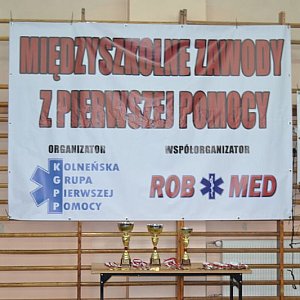 MIĘDZYSZKOLNE ZAWODY
Z PIERWSZEJ POMOCY
ORGANIZATOR WSPÓŁORGANIZATOR
KOLNEŃSKA
GRUPA
PIERWSZEJ
POMOCY
ROB MED